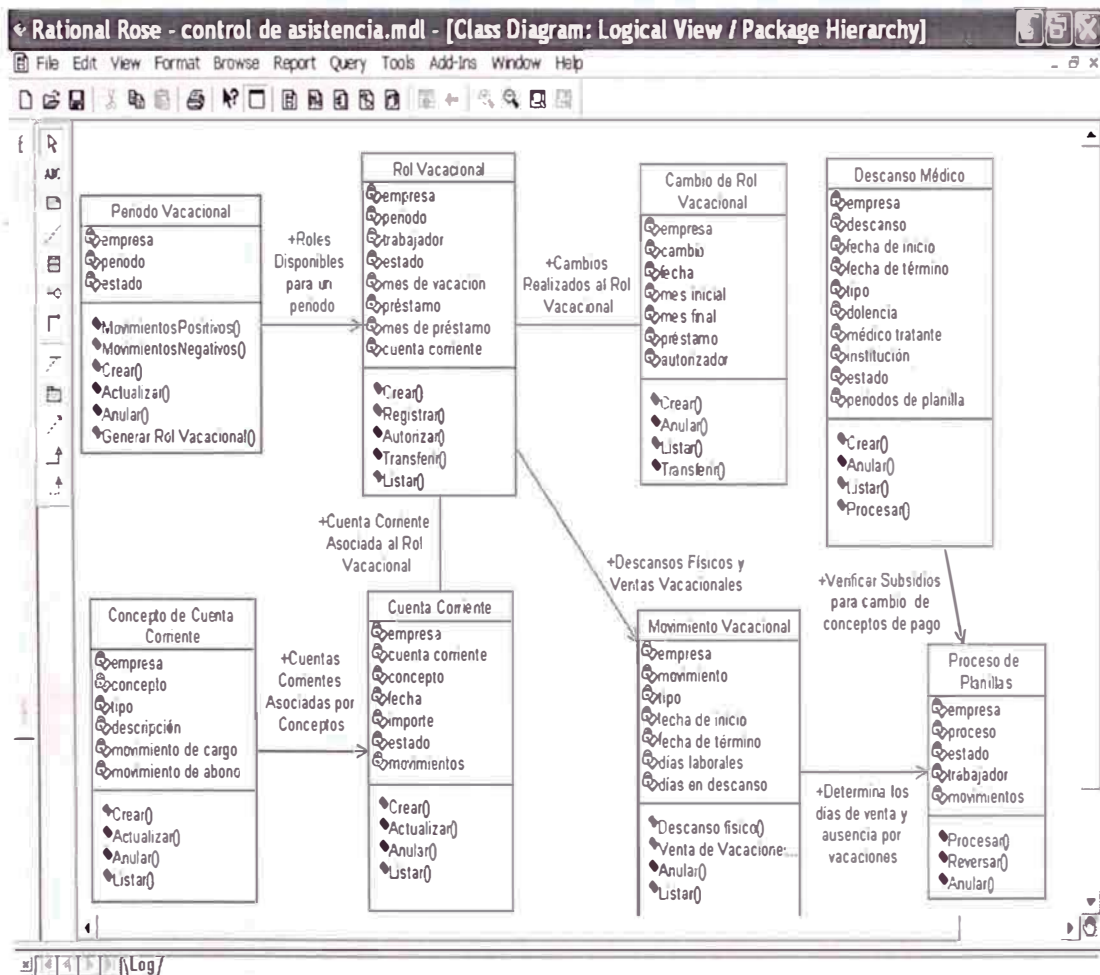 Rational Rose - control de asistencia.mdl - [Class Diagram: Logical View / Package Hierarchy]
File Edit View Format Browse Report Query Tools Add-Ins Window Help
ABC
Periodo Vacacional
empresa
periodo
estado
MovimientosPositivos()
MovimientosNegativos()
Crear()
Actualizar()
Anular()
Generar Rol Vacacional()
+Roles
Disponibles
para un
periodo
Rol Vacacional
empresa
periodo
trabajador
estado
mes de vacacion
préstamo
mes de préstamo
cuenta corriente
Crear()
Registrar()
Autorizar()
Transferir()
Listar()
+Cambios
Realizados al Rol
Vacacional
Cambio de Rol
Vacacional
empresa
cambio
fecha
mes inicial
mes final
préstamo
autorizador
Crear()
Anular()
Listar()
Transferir()
Descanso Médico
empresa
descanso
fecha de inicio
fecha de término
tipo
dolencia
médico tratante
institución
estado
periodos de planilla
Crear()
Anular()
Listar()
Procesar()
+Cuenta Corriente
Asociada al Rol
Vacacional
+Descansos Físicos y
Ventas Vacacionales
+Verificar Subsidios
para cambio de
conceptos de pago
Concepto de Cuenta
Corriente
empresa
concepto
tipo
descripción
movimiento de cargo
movimiento de abono
Crear()
Actualizar()
Anular()
Listar()
+Cuentas
Corrientes
Asociadas por
Conceptos
Cuenta Corriente
empresa
cuenta corriente
concepto
fecha
importe
estado
movimientos
Crear()
Actualizar()
Anular()
Listar()
Movimiento Vacacional
empresa
movimiento
tipo
fecha de inicio
fecha de término
dias laborales
días en descanso
Descanso físico()
Venta de Vacacione:...
Anular()
Listar()
+Determina los
dias de venta y
ausencia por
vacaciones
Proceso de
Planillas
empresa
proceso
estado
trabajador
movimientos
Procesar()
Reversar()
Anular()
Log